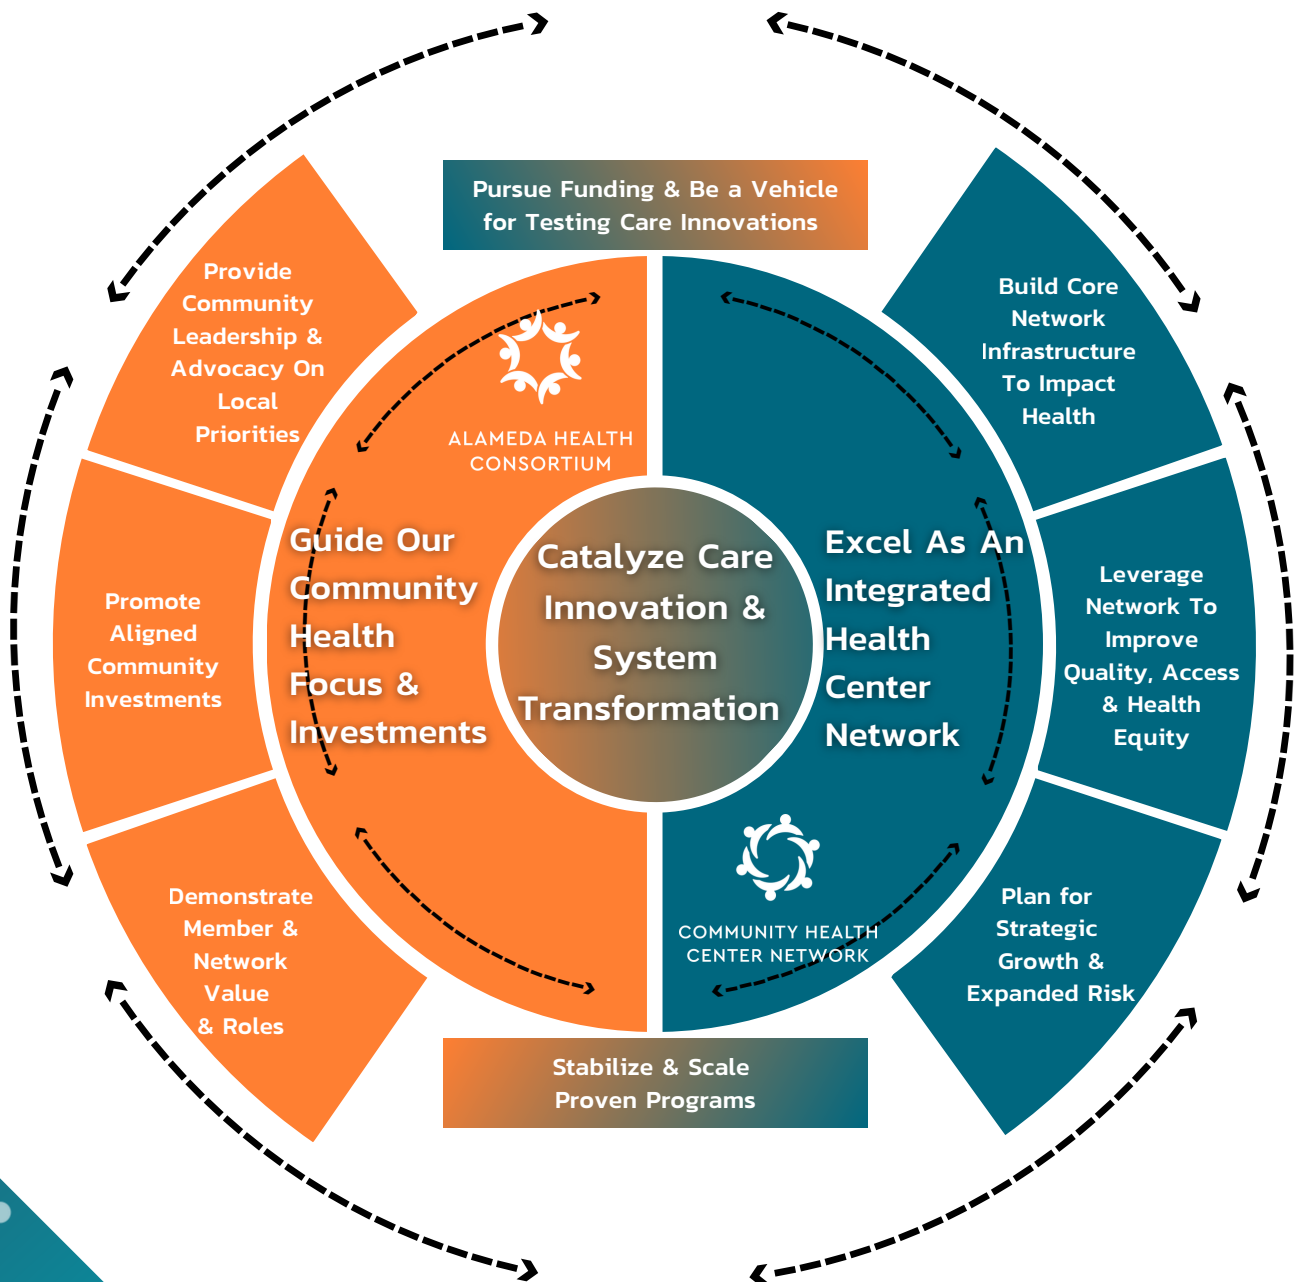 Pursue Funding & Be a Vehicle
for Testing Care Innovations
Provide
Community
Leadership &
Advocacy On
Local
Priorities
Promote
Aligned
Community
Investments
Demonstrate
Member &
Network
Value
& Roles
ALAMEDA HEALTH
CONSORTIUM
Guide Our
Community
Health
Focus &
Investments
Catalyze Care
Innovation &
System
Transformation
Excel As An
Integrated
Health
Center
Network
COMMUNITY HEALTH
CENTER NETWORK
Build Core
Network
Infrastructure
To Impact
Health
Leverage
Network To
Improve
Quality, Access
& Health
Equity
Plan for
Strategic
Growth &
Expanded Risk
Stabilize & Scale
Proven Programs